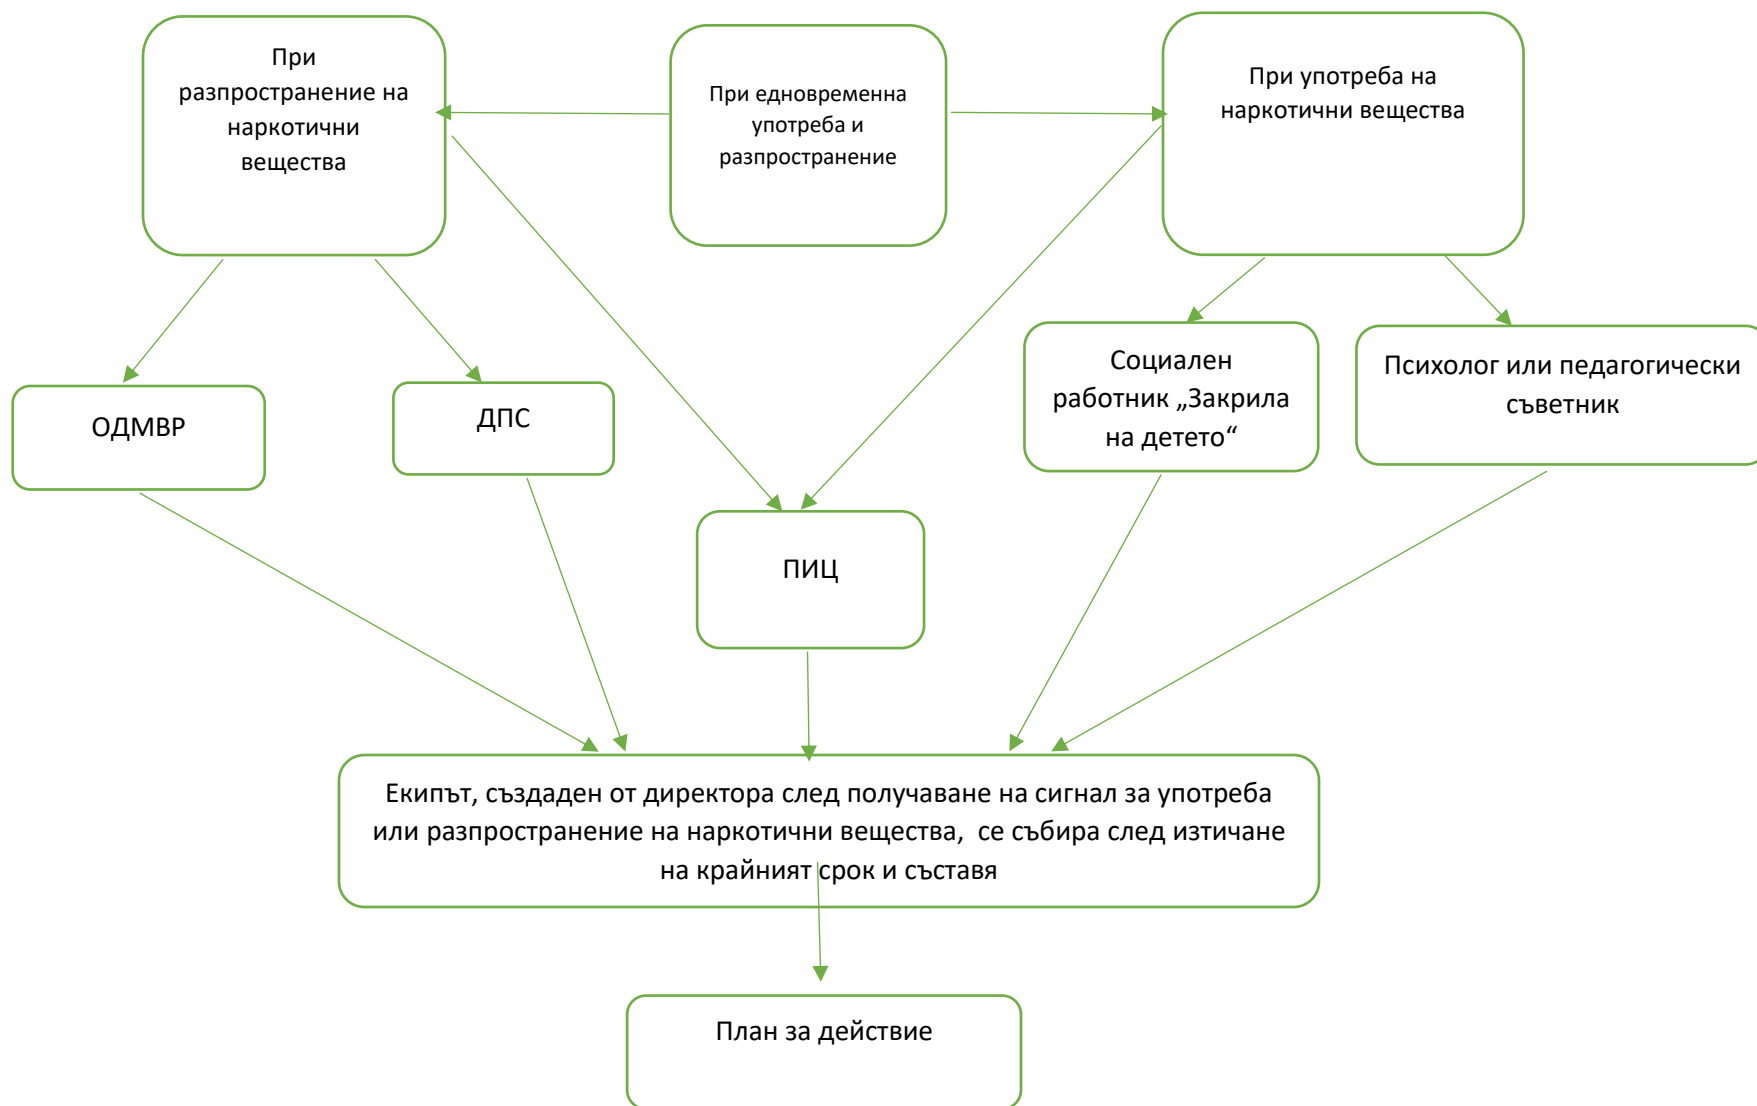 При
разпространение на
наркотични
вещества
При едновременна
употреба и
разпространение
При употреба на
наркотични вещества
ОДМВР
ДПС
Социален
работник „Закрила
на детето“
Психолог или педагогически
съветник
ПИЦ
Екипът, създаден от директора след получаване на сигнал за употреба
или разпространение на наркотични вещества, се събира след изтичане
на крайният срок и съставя
План за действие